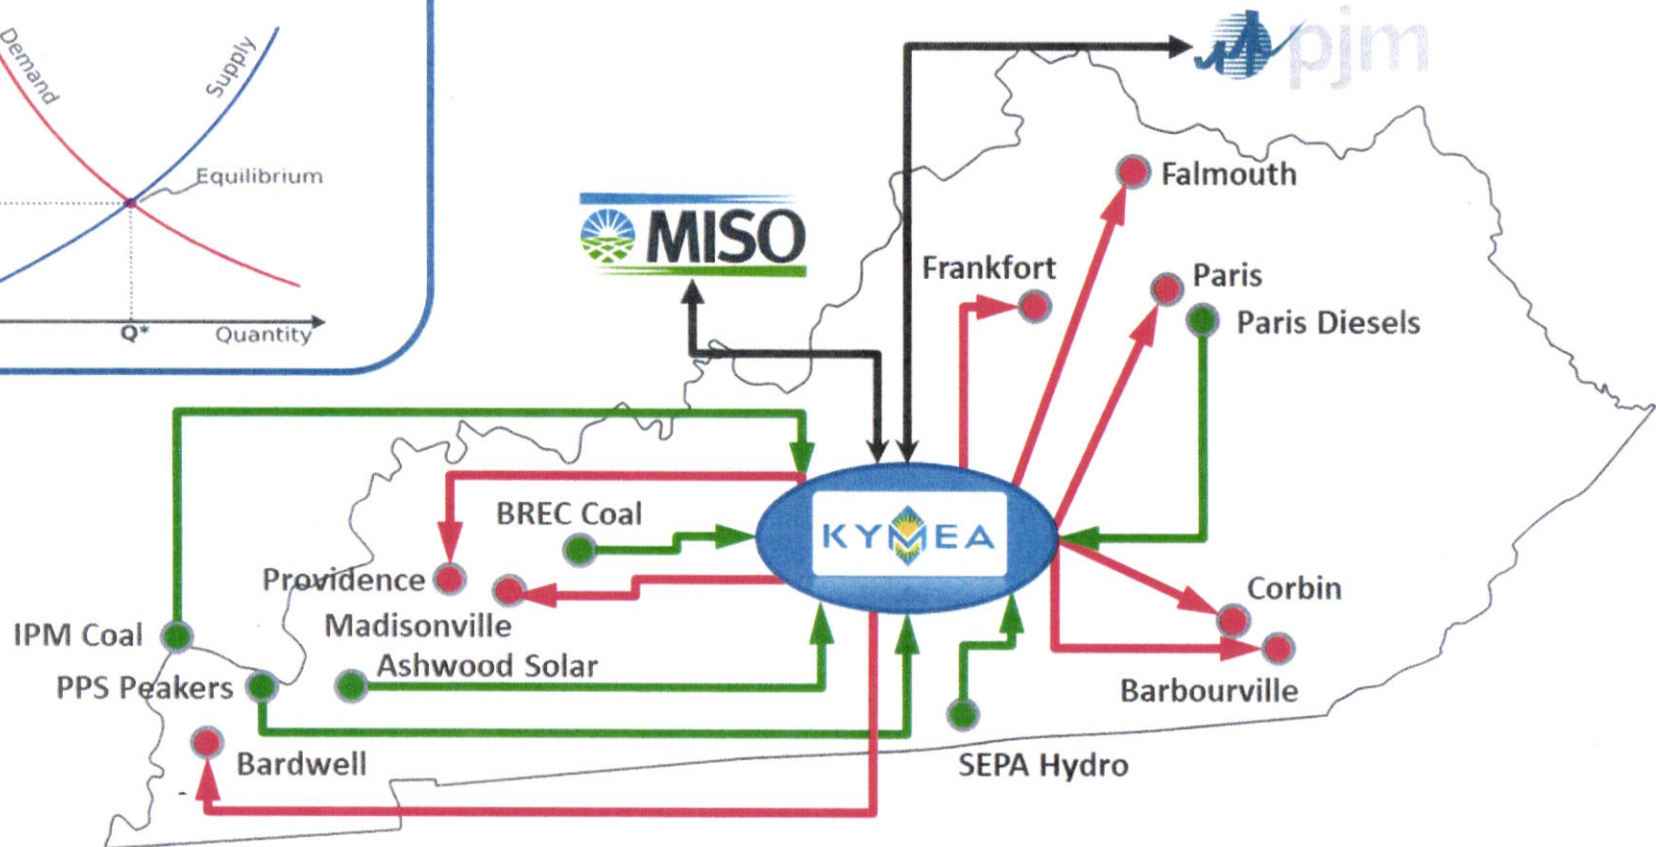 Demand
Supply
Equilibrium
Q*
Quantity
pjm
MISO
Falmouth
Frankfort
Paris
Paris Diesels
BREC Coal
KYMEA
Providence
Madisonville
Corbin
IPM Coal
Ashwood Solar
PPS Peakers
Barbourville
Bardwell
SEPA Hydro